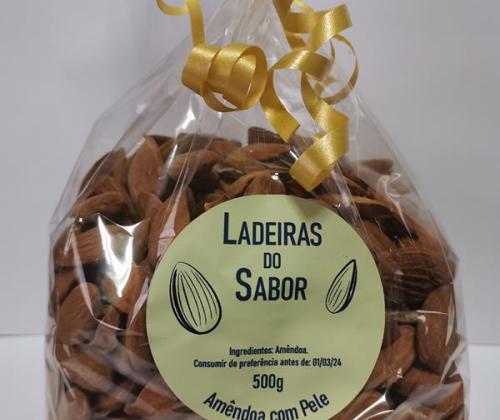 LADEIRAS
DO
SABOR
Ingredientes: Amêndoa.
Consumir de preferência antes de: 01/03/24
500g
Amêndoa com Pele